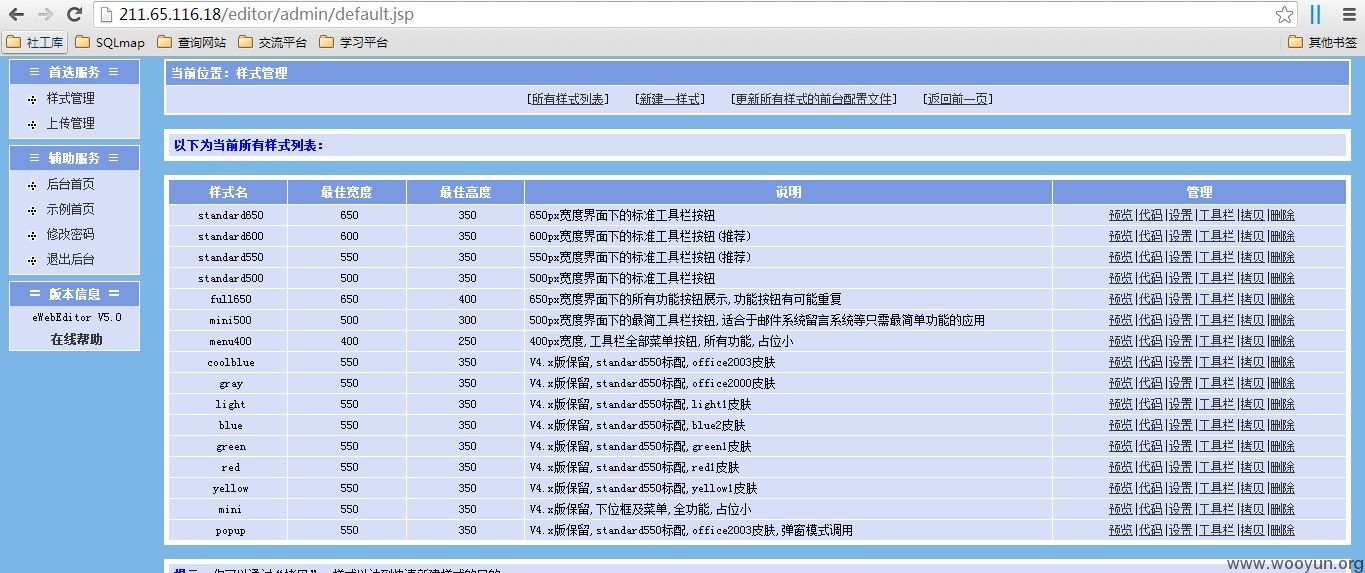 211.65.116.18/editor/admin/default.jsp
社工库 SQLmap 查询网站 交流平台 学习平台 其他书签
首选服务
样式管理
上传管理
辅助服务
后台首页
示例首页
修改密码
退出后台
版本信息
eWebEditor V5.0
在线帮助
当前位置：样式管理
[所有样式列表] [新建一样式] [更新所有样式的前台配置文件] [返回前一页]
以下为当前所有样式列表：
样式名 最佳宽度 最佳高度 说明 管理
standard650 650 350 650px宽度界面下的标准工具栏按钮 预览|代码|设置|工具栏|拷贝|删除
standard600 600 350 600px宽度界面下的标准工具栏按钮(推荐) 预览|代码|设置|工具栏|拷贝|删除
standard550 550 350 550px宽度界面下的标准工具栏按钮(推荐) 预览|代码|设置|工具栏|拷贝|删除
standard500 500 350 500px宽度界面下的标准工具栏按钮 预览|代码|设置|工具栏|拷贝|删除
full650 650 400 650px宽度界面下的所有功能按钮展示,功能按钮有可能重复 预览|代码|设置|工具栏|拷贝|删除
mini500 500 300 500px宽度界面下的最简工具栏按钮,适合于邮件系统留言系统等只需最简单功能的应用 预览|代码|设置|工具栏|拷贝|删除
menu400 400 250 400px宽度,工具栏全部菜单按钮,所有功能,占位小 预览|代码|设置|工具栏|拷贝|删除
coolblue 550 350 V4.x版保留,standard550标配,office2003皮肤 预览|代码|设置|工具栏|拷贝|删除
gray 550 350 V4.x版保留,standard550标配,office2000皮肤 预览|代码|设置|工具栏|拷贝|删除
light 550 350 V4.x版保留,standard550标配,light1皮肤 预览|代码|设置|工具栏|拷贝|删除
blue 550 350 V4.x版保留,standard550标配,blue2皮肤 预览|代码|设置|工具栏|拷贝|删除
green 550 350 V4.x版保留,standard550标配,green1皮肤 预览|代码|设置|工具栏|拷贝|删除
red 550 350 V4.x版保留,standard550标配,red1皮肤 预览|代码|设置|工具栏|拷贝|删除
yellow 550 350 V4.x版保留,standard550标配,yellow1皮肤 预览|代码|设置|工具栏|拷贝|删除
mini 550 350 V4.x版保留,下位框及菜单,全功能,占位小 预览|代码|设置|工具栏|拷贝|删除
popup 550 350 V4.x版保留,standard550标配,office2003皮肤,弹窗模式调用 预览|代码|设置|工具栏|拷贝|删除
www.wooyun.org